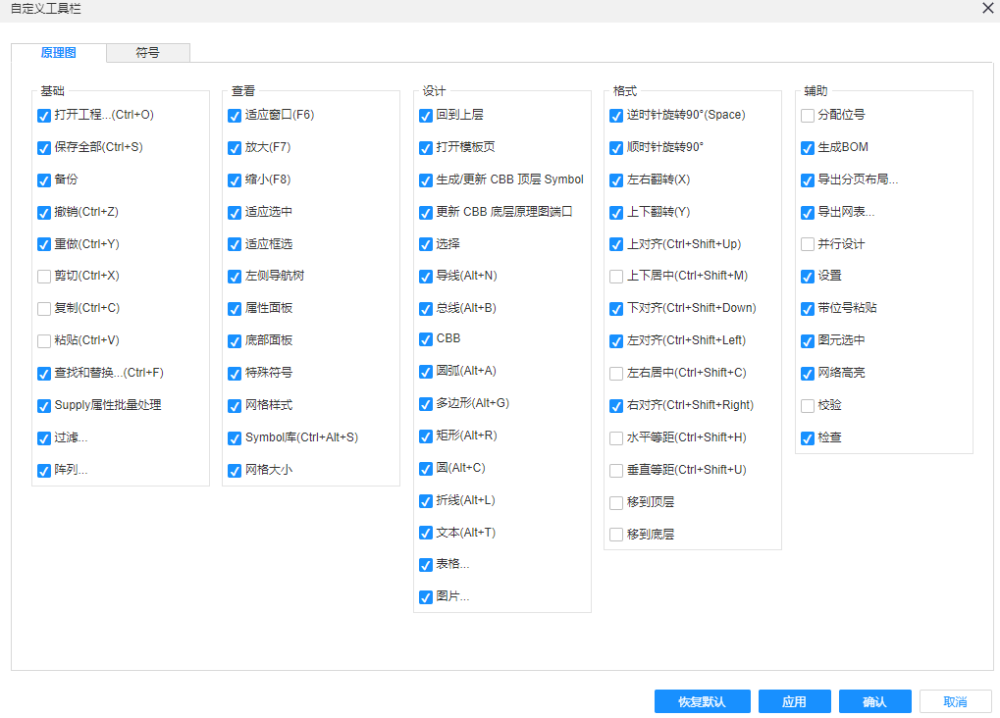 自定义工具栏
原理图
符号
基础
打开工程...(Ctrl+O)
保存全部(Ctrl+S)
备份
撤销(Ctrl+Z)
重做(Ctrl+Y)
剪切(Ctrl+X)
复制(Ctrl+C)
粘贴(Ctrl+V)
查找和替换...(Ctrl+F)
Supply属性批量处理
过滤...
阵列...
查看
适应窗口(F6)
放大(F7)
缩小(F8)
适应选中
适应框选
左侧导航树
属性面板
底部面板
特殊符号
网格样式
Symbol库(Ctrl+Alt+S)
网格大小
设计
回到上层
打开模板页
生成/更新 CBB 顶层 Symbol
更新 CBB 底层原理图端口
选择
导线(Alt+N)
总线(Alt+B)
CBB
圆弧(Alt+A)
多边形(Alt+G)
矩形(Alt+R)
圆(Alt+C)
折线(Alt+L)
文本(Alt+T)
表格...
图片...
格式
逆时针旋转90°(Space)
顺时针旋转90°
左右翻转(X)
上下翻转(Y)
上对齐(Ctrl+Shift+Up)
上下居中(Ctrl+Shift+M)
下对齐(Ctrl+Shift+Down)
左对齐(Ctrl+Shift+Left)
左右居中(Ctrl+Shift+C)
右对齐(Ctrl+Shift+Right)
水平等距(Ctrl+Shift+H)
垂直等距(Ctrl+Shift+U)
移到顶层
移到底层
辅助
分配位号
生成BOM
导出分页布局...
导出网表...
并行设计
设置
带位号粘贴
图元选中
网络高亮
校验
检查
恢复默认
应用
确认
取消